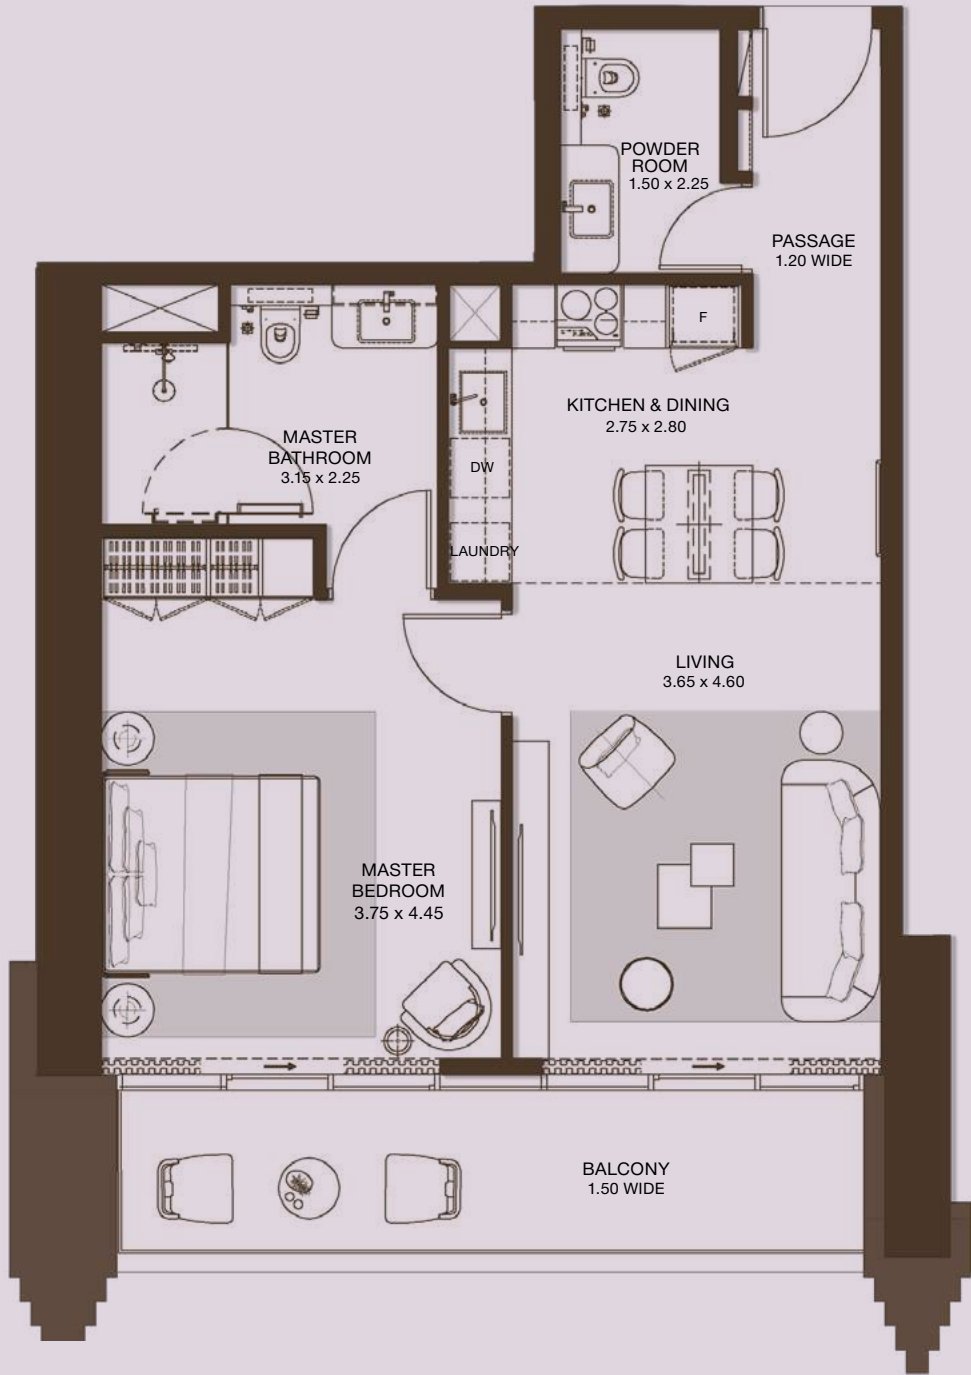 POWDER
ROOM
1.50 x 2.25
PASSAGE
1.20 WIDE
F
KITCHEN & DINING
2.75 x 2.80
MASTER
BATHROOM
3.15 x 2.25
DW
LAUNDRY
LIVING
3.65 x 4.60
MASTER
BEDROOM
3.75 x 4.45
BALCONY
1.50 WIDE